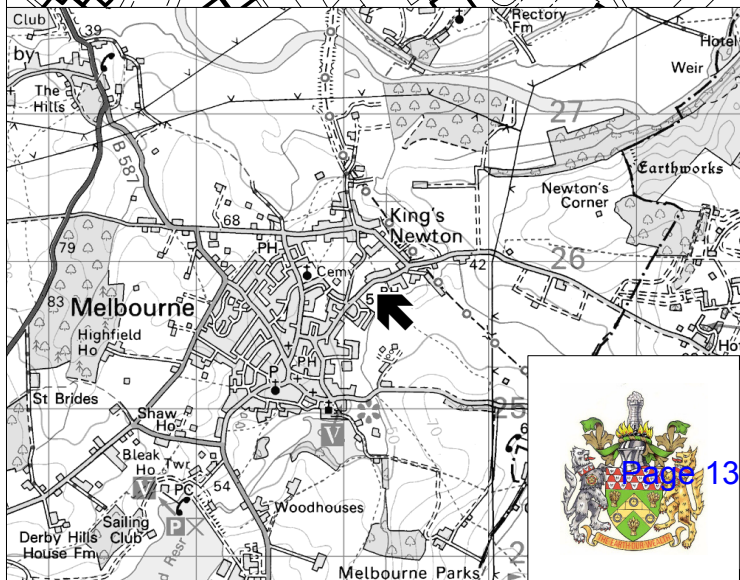 Club
39
Rectory
Fm
Hotel
Weir
by
The
Hills
27
B 587
Earthworks
Newton's
Corner
68
King's
Newton
PH
79
Cemy
42
26
83
Melbourne
5
Highfield
Ho
PH
P
St Brides
25
Shaw
Ho
V
Bleak
Ho
Twr
V
PC
54
P
Woodhouses
Sailing
Club
Derby Hills
House Fm
Melbourne Parks
Page 13